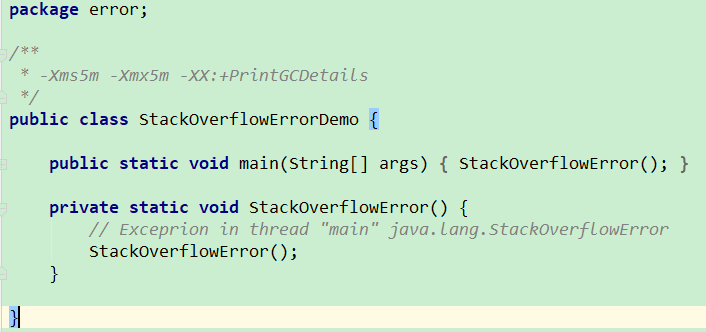 package error;
/**
 * -Xms5m -Xmx5m -XX:+PrintGCDetails
 */
public class StackOverflowErrorDemo {
    public static void main(String[] args) { StackOverflowError(); }
    private static void StackOverflowError() {
        // Exceprion in thread "main" java.lang.StackOverflowError
        StackOverflowError();
    }
}